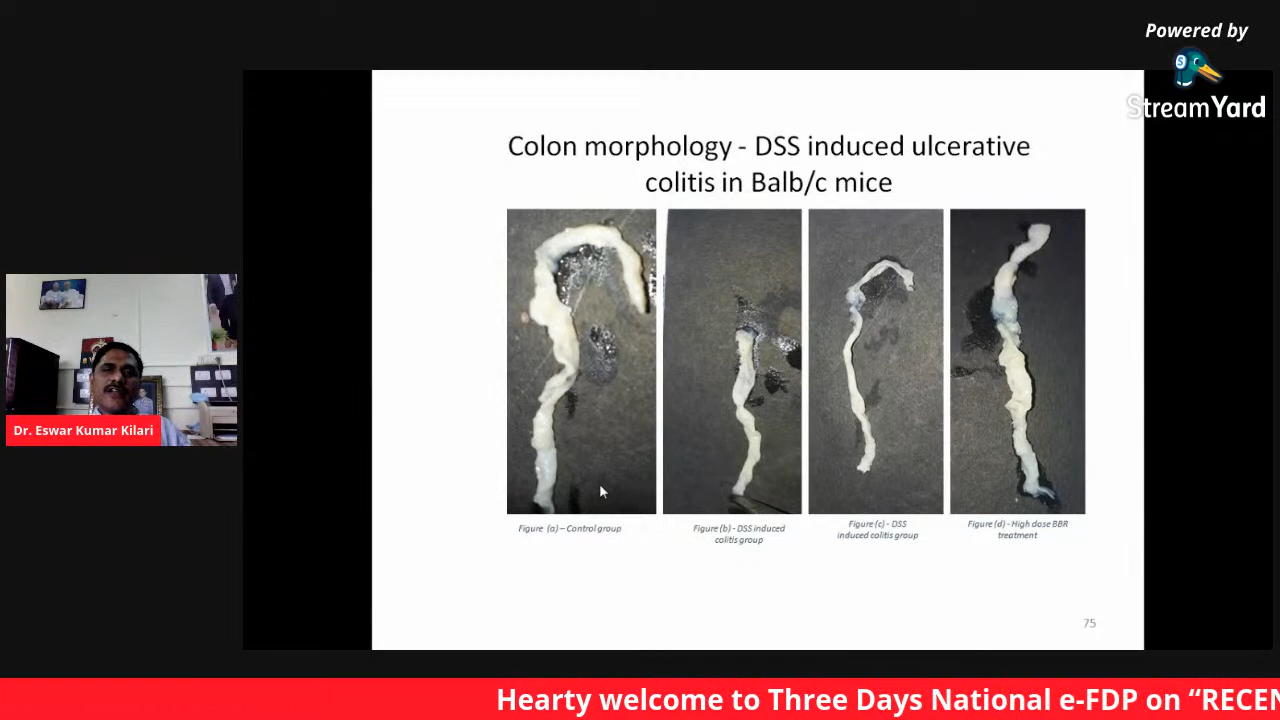 Powered by
StreamYard
Colon morphology - DSS induced ulcerative
colitis in Balb/c mice
Figure (a) – Control group
Figure (b) - DSS induced
colitis group
Figure (c) - DSS
induced colitis group
Figure (d) - High dose BBR
treatment
75
Dr. Eswar Kumar Kilari
Hearty welcome to Three Days National e-FDP on “RECEN